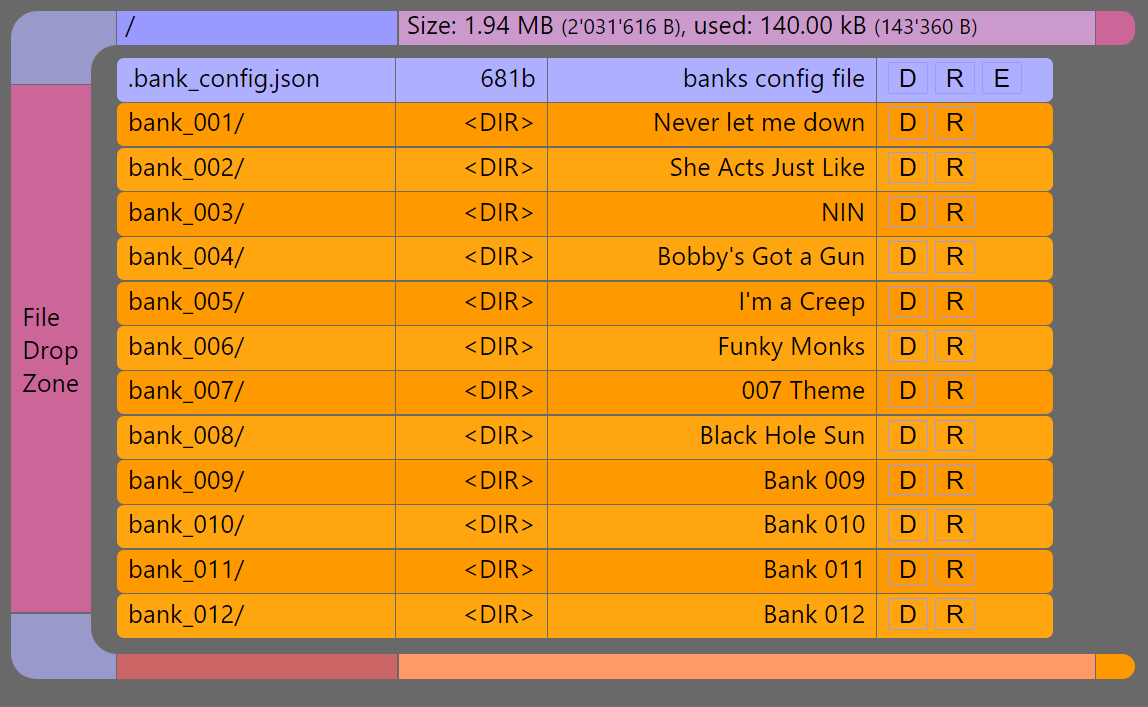 / Size: 1.94 MB (2'031'616 B), used: 140.00 kB (143'360 B)
.bank_config.json 681b banks config file D R E
bank_001/ <DIR> Never let me down D R
bank_002/ <DIR> She Acts Just Like D R
bank_003/ <DIR> NIN D R
bank_004/ <DIR> Bobby's Got a Gun D R
bank_005/ <DIR> I'm a Creep D R
bank_006/ <DIR> Funky Monks D R
bank_007/ <DIR> 007 Theme D R
bank_008/ <DIR> Black Hole Sun D R
bank_009/ <DIR> Bank 009 D R
bank_010/ <DIR> Bank 010 D R
bank_011/ <DIR> Bank 011 D R
bank_012/ <DIR> Bank 012 D R
File
Drop
Zone